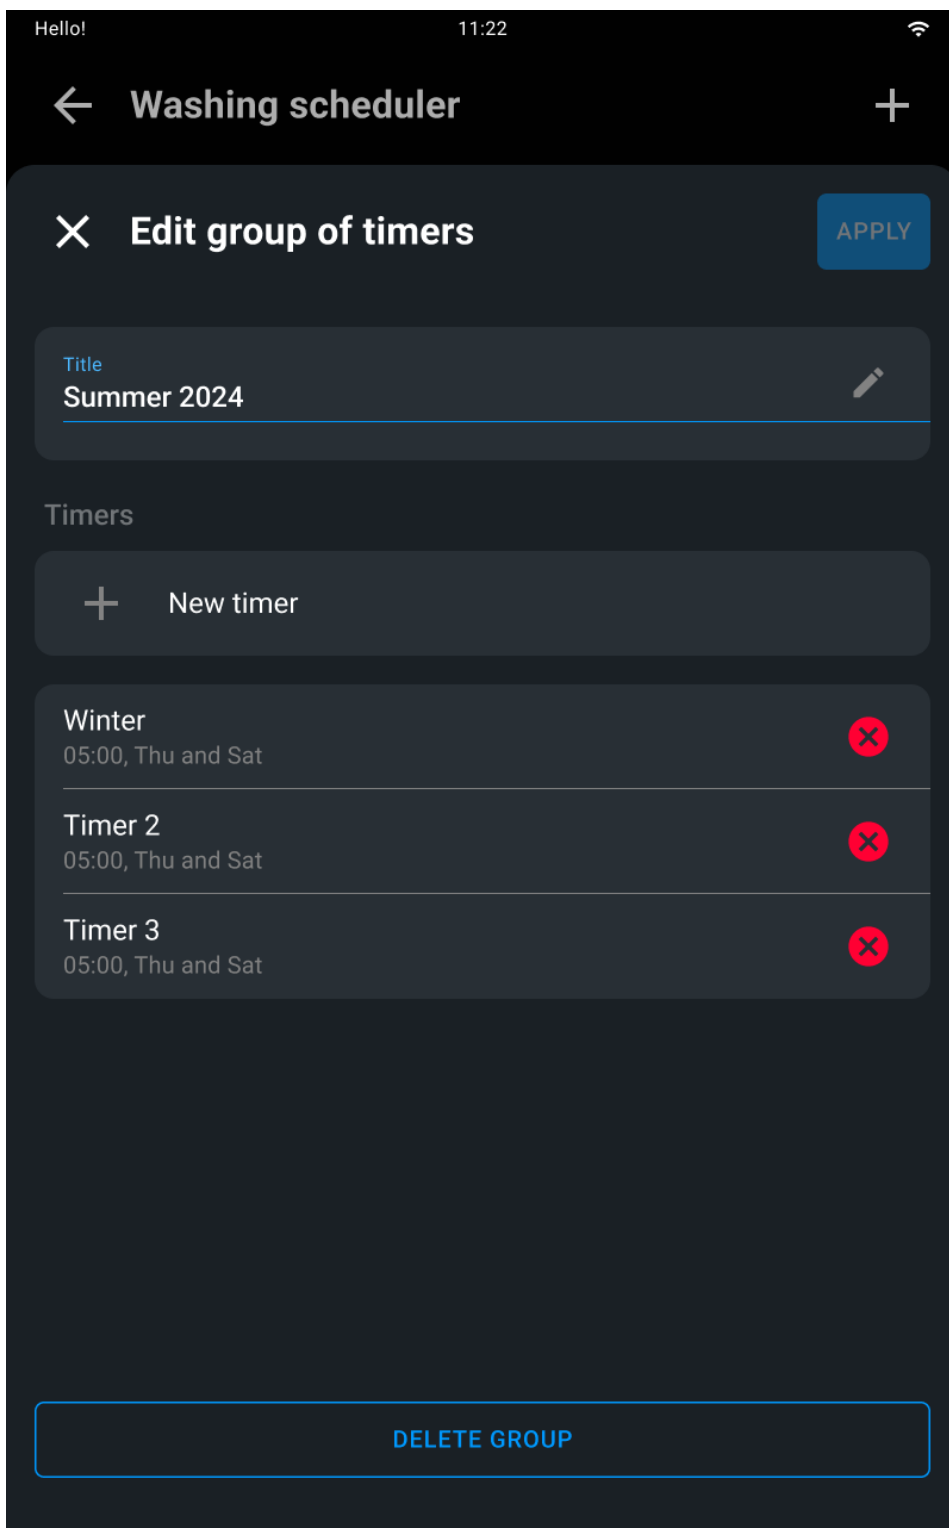 Hello!
11:22
Washing scheduler
Edit group of timers
APPLY
Title
Summer 2024
Timers
New timer
Winter
05:00, Thu and Sat
Timer 2
05:00, Thu and Sat
Timer 3
05:00, Thu and Sat
DELETE GROUP